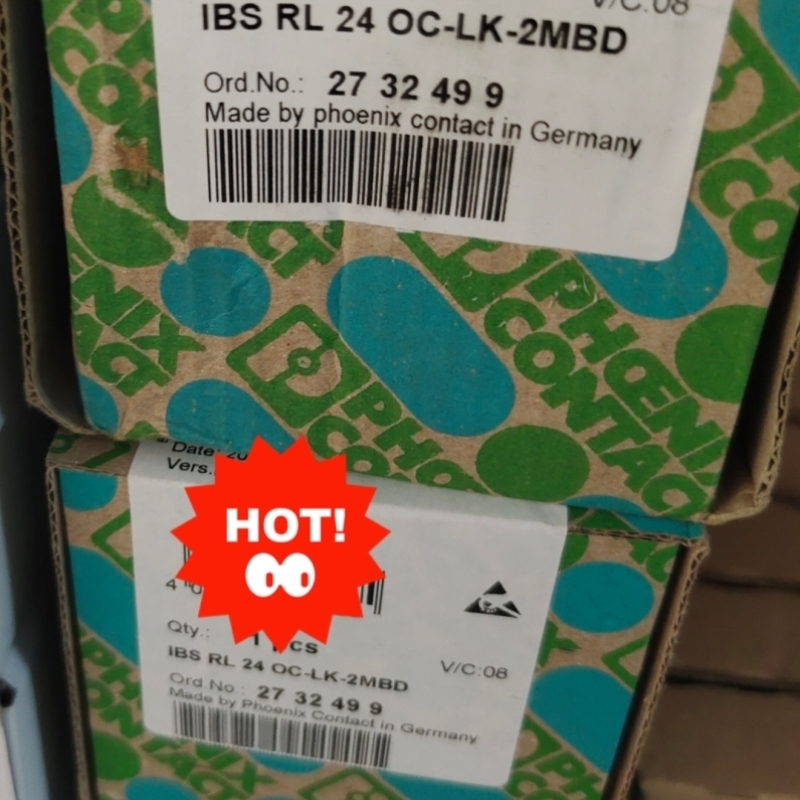 V/C:08
IBS RL 24 OC-LK-2MBD
Ord.No.: 27 32 49 9
Made by phoenix contact in Germany
PHOENIX
CONTACT
Date: 20
Vers.
HOT!
Qty.: 1
IBS RL 24 OC-LK-2MBD
V/C:08
Ord.No.: 27 32 49 9
Made by Phoenix Contact in Germany